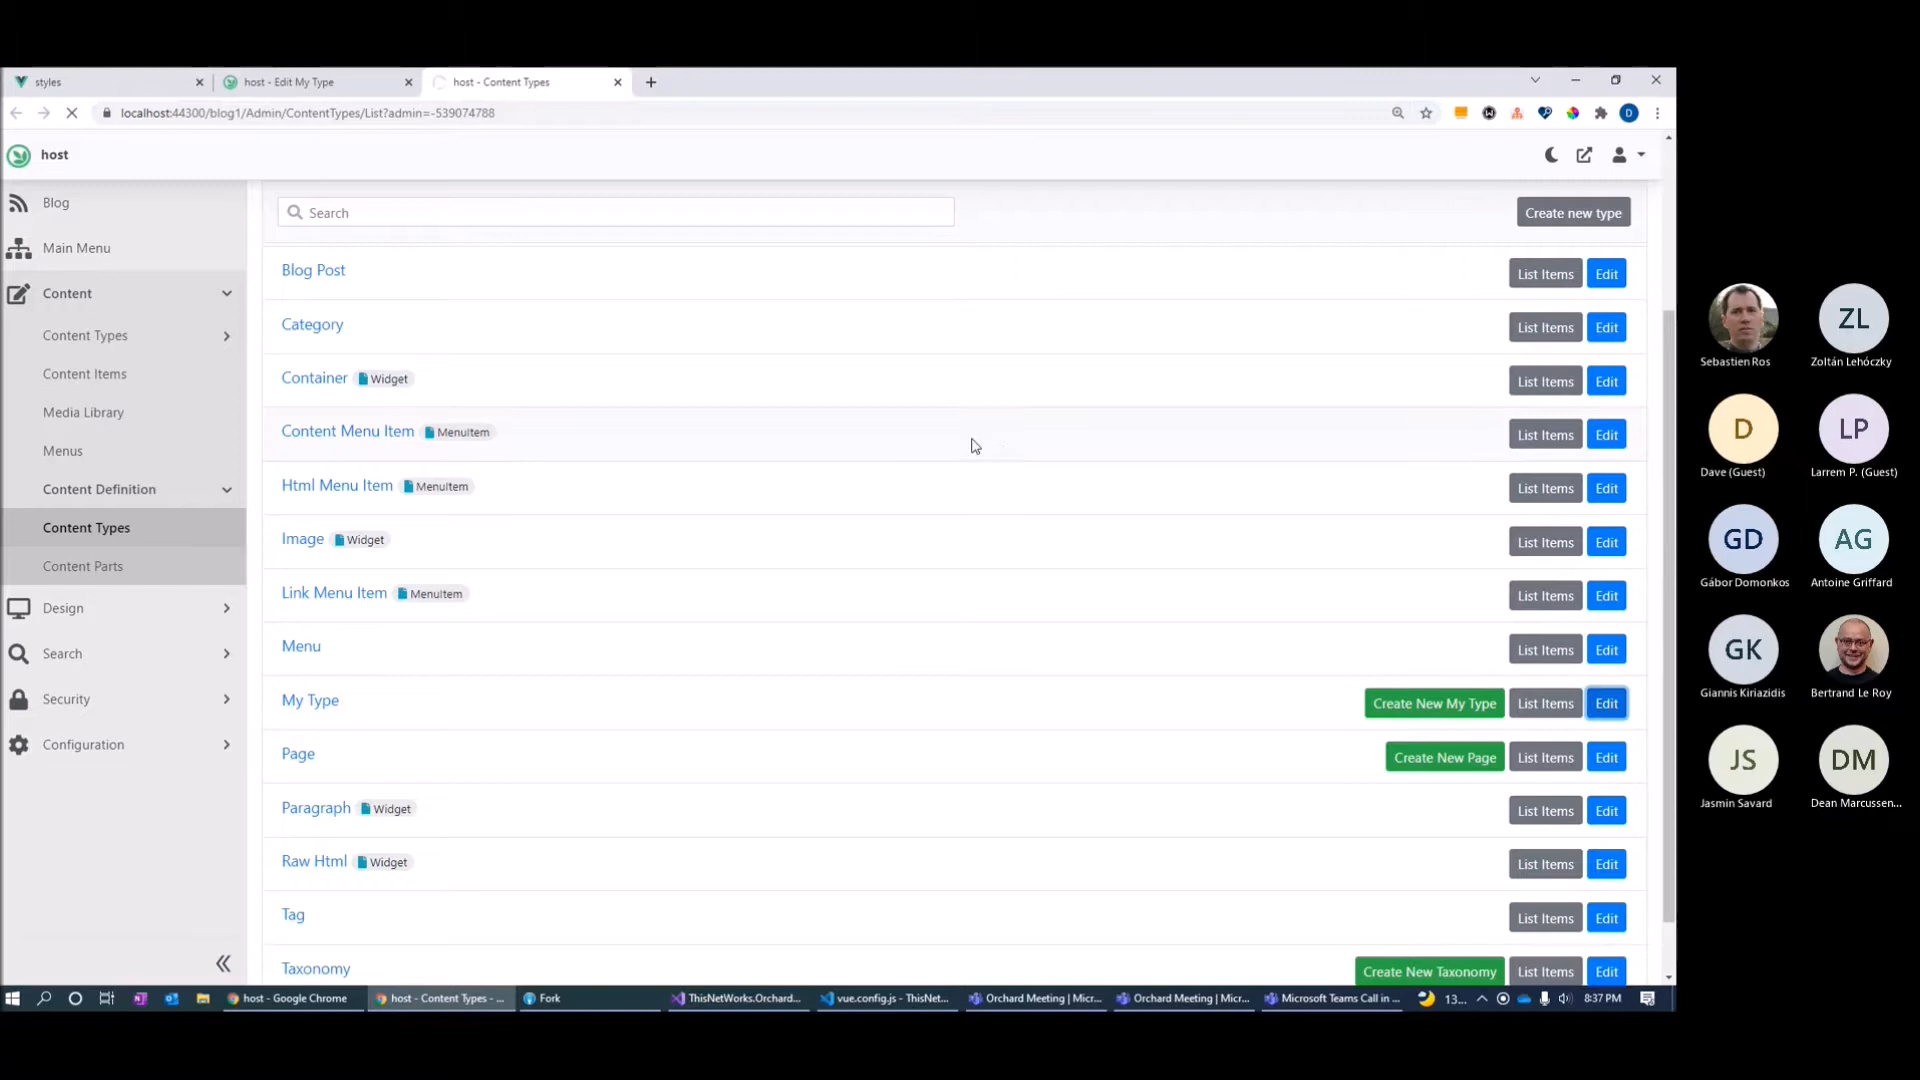 styles
host - Edit My Type
host - Content Types
localhost:44300/blog1/Admin/ContentTypes/List?admin=-539074788
D
host
Blog
Main Menu
Content
Content Types
Content Items
Media Library
Menus
Content Definition
Content Types
Content Parts
Design
Search
Security
Configuration
Search
Create new type
Blog Post
List Items
Edit
Category
List Items
Edit
Container
Widget
List Items
Edit
Content Menu Item
MenuItem
List Items
Edit
Html Menu Item
MenuItem
List Items
Edit
Image
Widget
List Items
Edit
Link Menu Item
MenuItem
List Items
Edit
Menu
List Items
Edit
My Type
Create New My Type
List Items
Edit
Page
Create New Page
List Items
Edit
Paragraph
Widget
List Items
Edit
Raw Html
Widget
List Items
Edit
Tag
List Items
Edit
Taxonomy
Create New Taxonomy
List Items
Edit
Sebastien Ros
ZL
Zoltán Lehóczky
D
Dave (Guest)
LP
Larrem P. (Guest)
GD
Gábor Domonkos
AG
Antoine Griffard
GK
Giannis Kiriazidis
Bertrand Le Roy
JS
Jasmin Savard
DM
Dean Marcussen...
host - Google Chrome
host - Content Types - ...
Fork
ThisNetWorks.Orchard...
vue.config.js - ThisNet...
Orchard Meeting | Micr...
Orchard Meeting | Micr...
Microsoft Teams Call in ...
13...
8:37 PM